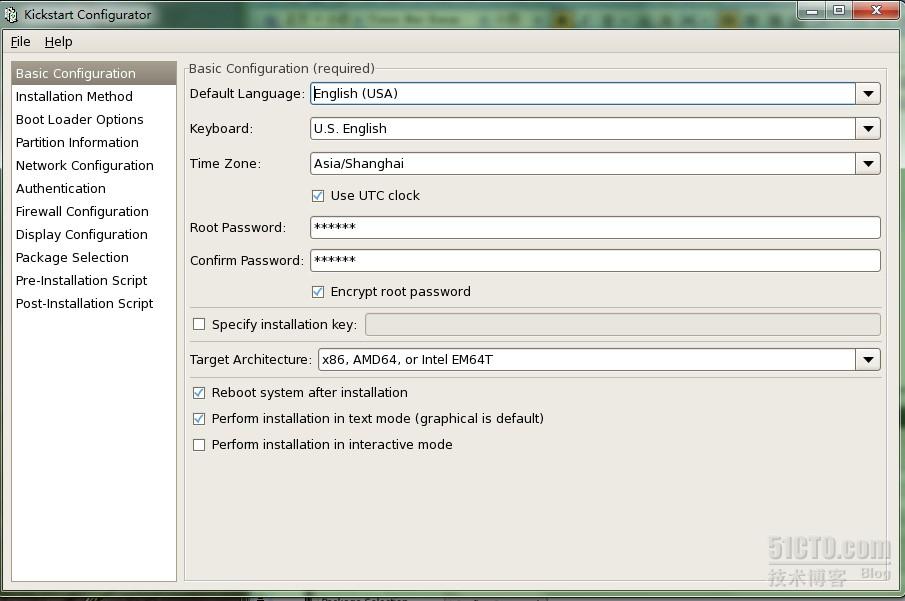 Kickstart Configurator
File Help
Basic Configuration
Installation Method
Boot Loader Options
Partition Information
Network Configuration
Authentication
Firewall Configuration
Display Configuration
Package Selection
Pre-Installation Script
Post-Installation Script
Basic Configuration (required)
Default Language: English (USA)
Keyboard: U.S. English
Time Zone: Asia/Shanghai
Use UTC clock
Root Password: ******
Confirm Password: ******
Encrypt root password
Specify installation key:
Target Architecture: x86, AMD64, or Intel EM64T
Reboot system after installation
Perform installation in text mode (graphical is default)
Perform installation in interactive mode
51CTO.com
技术博客 Blog